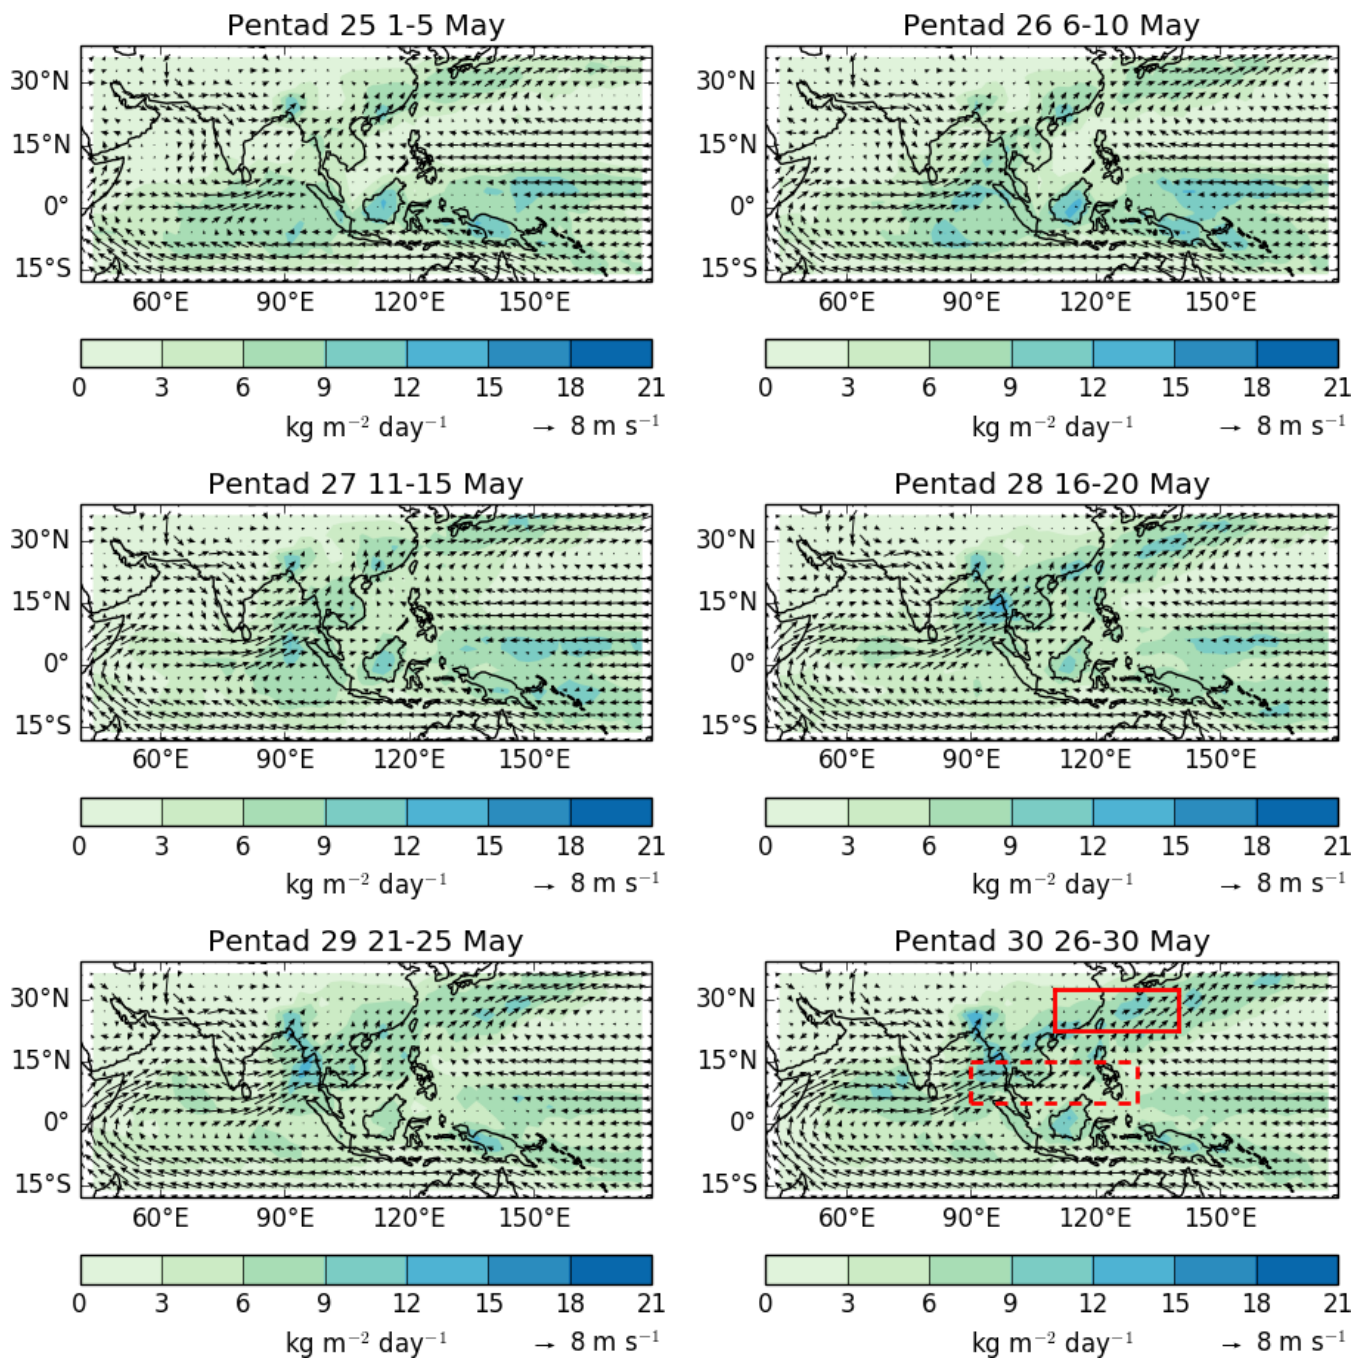 Pentad 25 1-5 May
30°N
15°N
0°
15°S
60°E 90°E 120°E 150°E
0 3 6 9 12 15 18 21
kg m⁻² day⁻¹ → 8 m s⁻¹
Pentad 26 6-10 May
30°N
15°N
0°
15°S
60°E 90°E 120°E 150°E
0 3 6 9 12 15 18 21
kg m⁻² day⁻¹ → 8 m s⁻¹
Pentad 27 11-15 May
30°N
15°N
0°
15°S
60°E 90°E 120°E 150°E
0 3 6 9 12 15 18 21
kg m⁻² day⁻¹ → 8 m s⁻¹
Pentad 28 16-20 May
30°N
15°N
0°
15°S
60°E 90°E 120°E 150°E
0 3 6 9 12 15 18 21
kg m⁻² day⁻¹ → 8 m s⁻¹
Pentad 29 21-25 May
30°N
15°N
0°
15°S
60°E 90°E 120°E 150°E
0 3 6 9 12 15 18 21
kg m⁻² day⁻¹ → 8 m s⁻¹
Pentad 30 26-30 May
30°N
15°N
0°
15°S
60°E 90°E 120°E 150°E
0 3 6 9 12 15 18 21
kg m⁻² day⁻¹ → 8 m s⁻¹